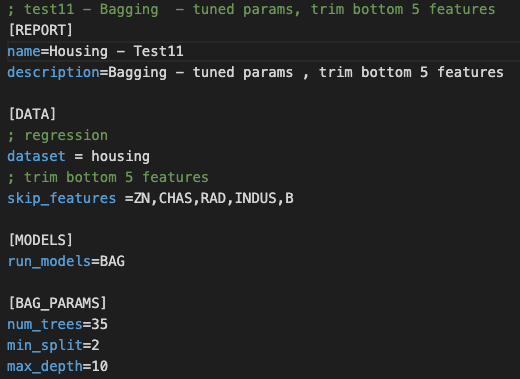 ; test11 - Bagging  - tuned params, trim bottom 5 features
[REPORT]
name=Housing - Test11
description=Bagging - tuned params , trim bottom 5 features
[DATA]
; regression
dataset = housing
; trim bottom 5 features
skip_features =ZN,CHAS,RAD,INDUS,B
[MODELS]
run_models=BAG
[BAG_PARAMS]
num_trees=35
min_split=2
max_depth=10